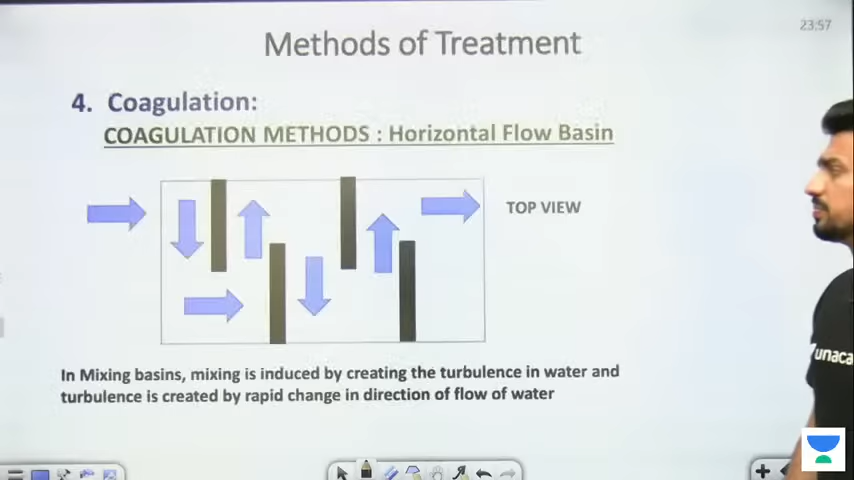 23:57
Methods of Treatment
4. Coagulation:
COAGULATION METHODS : Horizontal Flow Basin
TOP VIEW
In Mixing basins, mixing is induced by creating the turbulence in water and
turbulence is created by rapid change in direction of flow of water
unaca